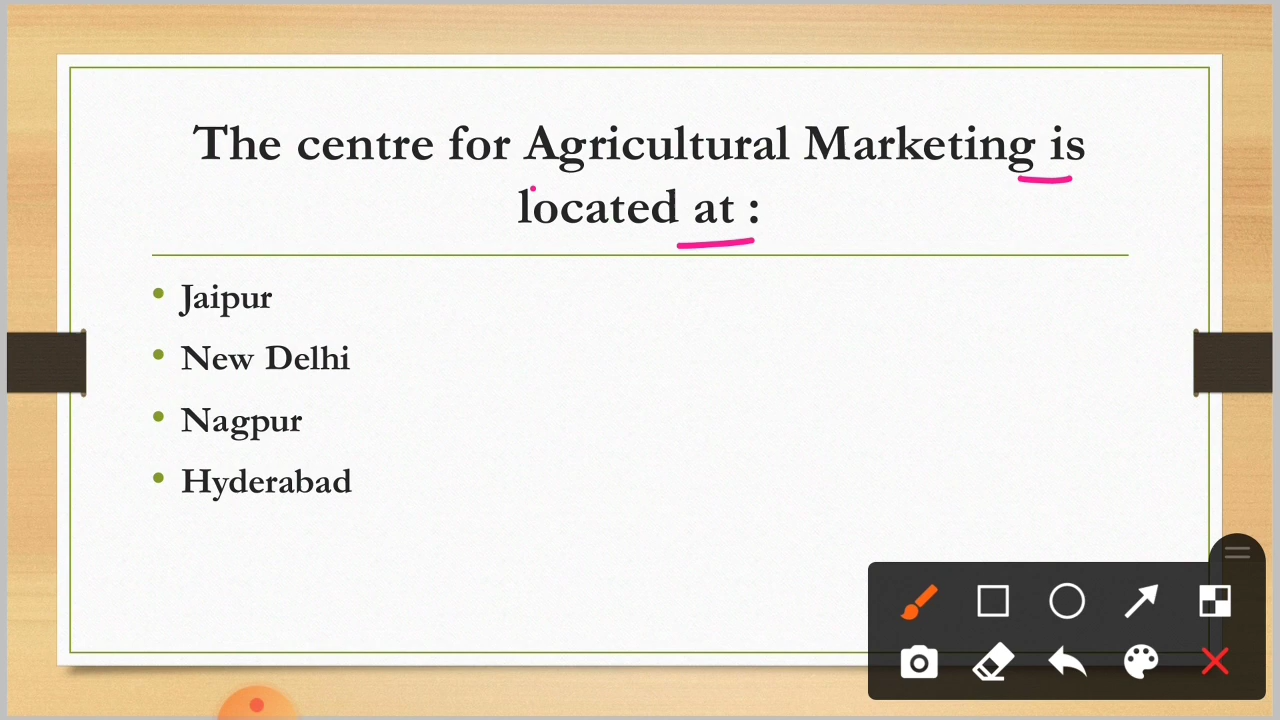 The centre for Agricultural Marketing is
located at :
• Jaipur
• New Delhi
• Nagpur
• Hyderabad